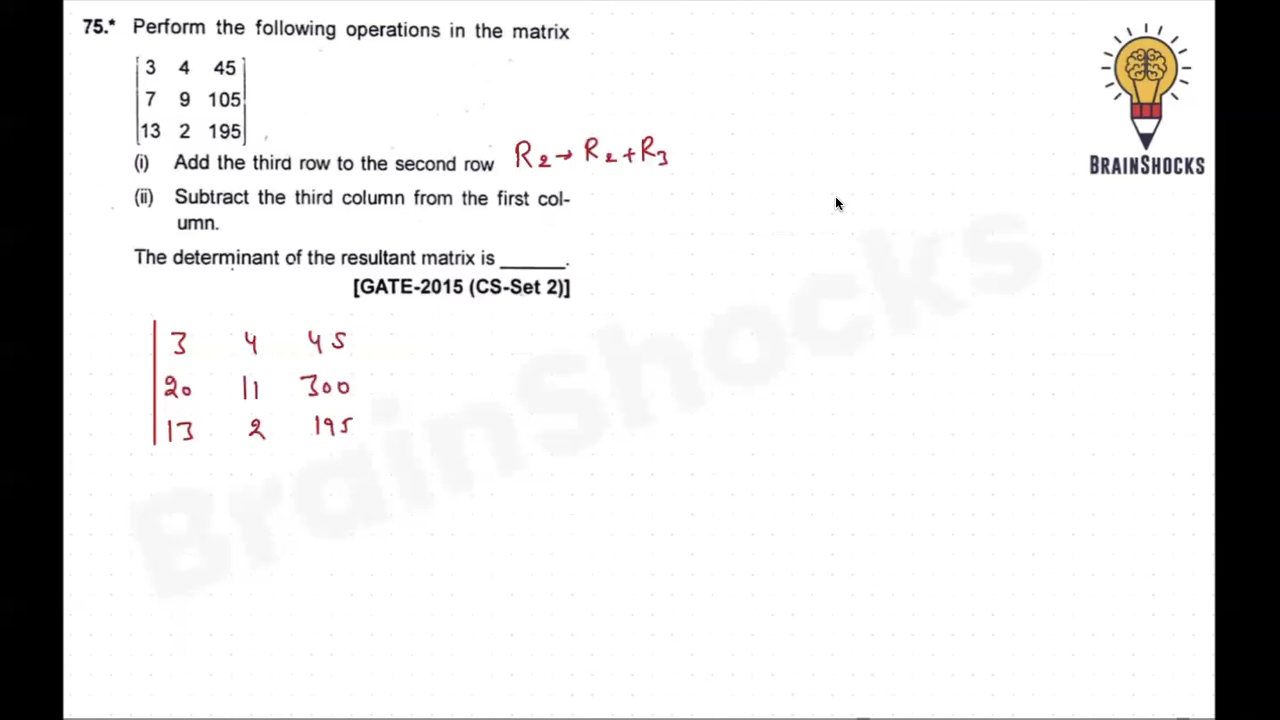 75.* Perform the following operations in the matrix
3 4 45
7 9 105
13 2 195
(i) Add the third row to the second row R2→R2+R3
(ii) Subtract the third column from the first col-
umn.
The determinant of the resultant matrix is ______.
[GATE-2015 (CS-Set 2)]
3 4 45
20 11 300
13 2 195
BRAINSHOCKS
BrainShocks